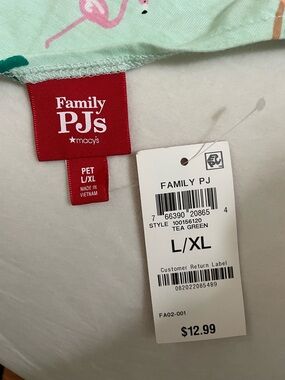 Family
PJs
★macy's
PET
L/XL
MADE IN
VIETNAM
FAMILY PJ
7 66390 20865 4
STYLE 100156120
TEA GREEN
L/XL
Customer Return Label
082022085499
FA02-001
$12.99